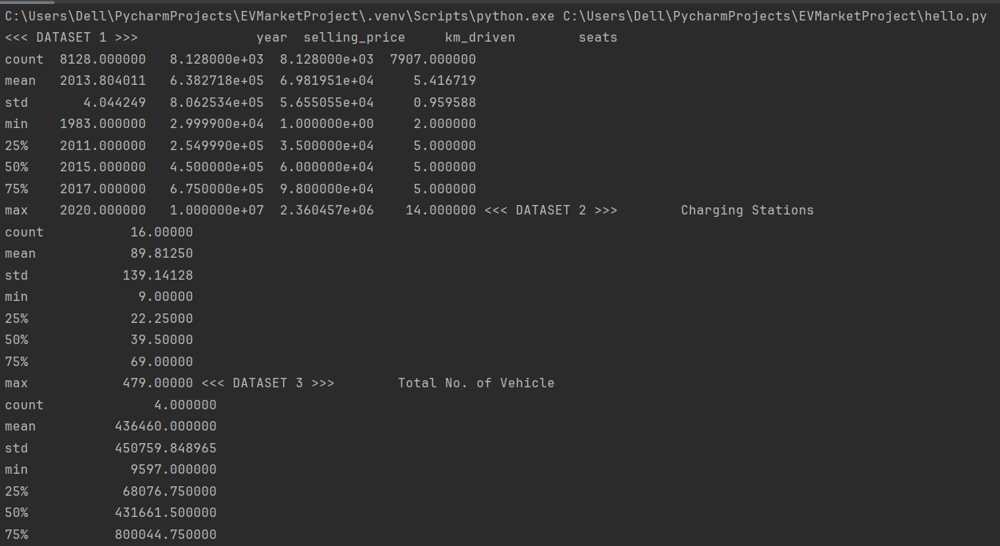 C:\Users\Dell\PycharmProjects\EVMarketProject\.venv\Scripts\python.exe C:\Users\Dell\PycharmProjects\EVMarketProject\hello.py
<<< DATASET 1 >>>               year  selling_price     km_driven        seats
count  8128.000000   8.128000e+03  8.128000e+03  7907.000000
mean   2013.804011   6.382718e+05  6.981951e+04     5.416719
std       4.044249   8.062534e+05  5.655055e+04     0.959588
min    1983.000000   2.999900e+04  1.000000e+00     2.000000
25%    2011.000000   2.549990e+05  3.500000e+04     5.000000
50%    2015.000000   4.500000e+05  6.000000e+04     5.000000
75%    2017.000000   6.750000e+05  9.800000e+04     5.000000
max    2020.000000   1.000000e+07  2.360457e+06    14.000000 <<< DATASET 2 >>>        Charging Stations
count           16.00000
mean            89.81250
std            139.14128
min              9.00000
25%             22.25000
50%             39.50000
75%             69.00000
max            479.00000 <<< DATASET 3 >>>        Total No. of Vehicle
count              4.000000
mean          436460.000000
std           450759.848965
min             9597.000000
25%            68076.750000
50%           431661.500000
75%           800044.750000